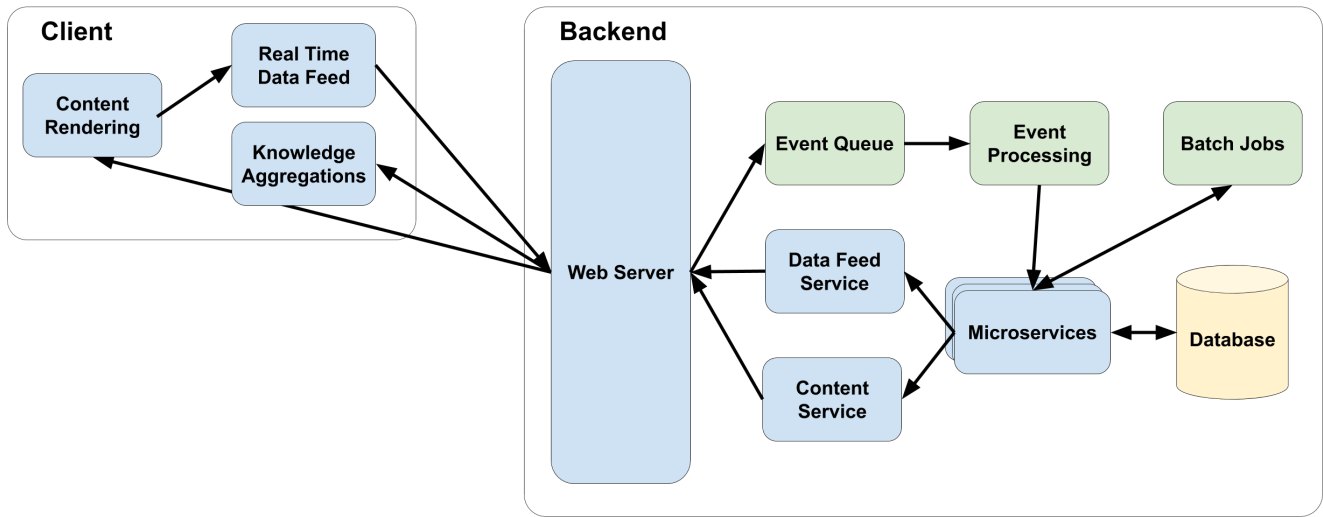 Client
Real Time
Data Feed
Content
Rendering
Knowledge
Aggregations
Backend
Web Server
Event Queue
Event
Processing
Batch Jobs
Data Feed
Service
Microservices
Database
Content
Service